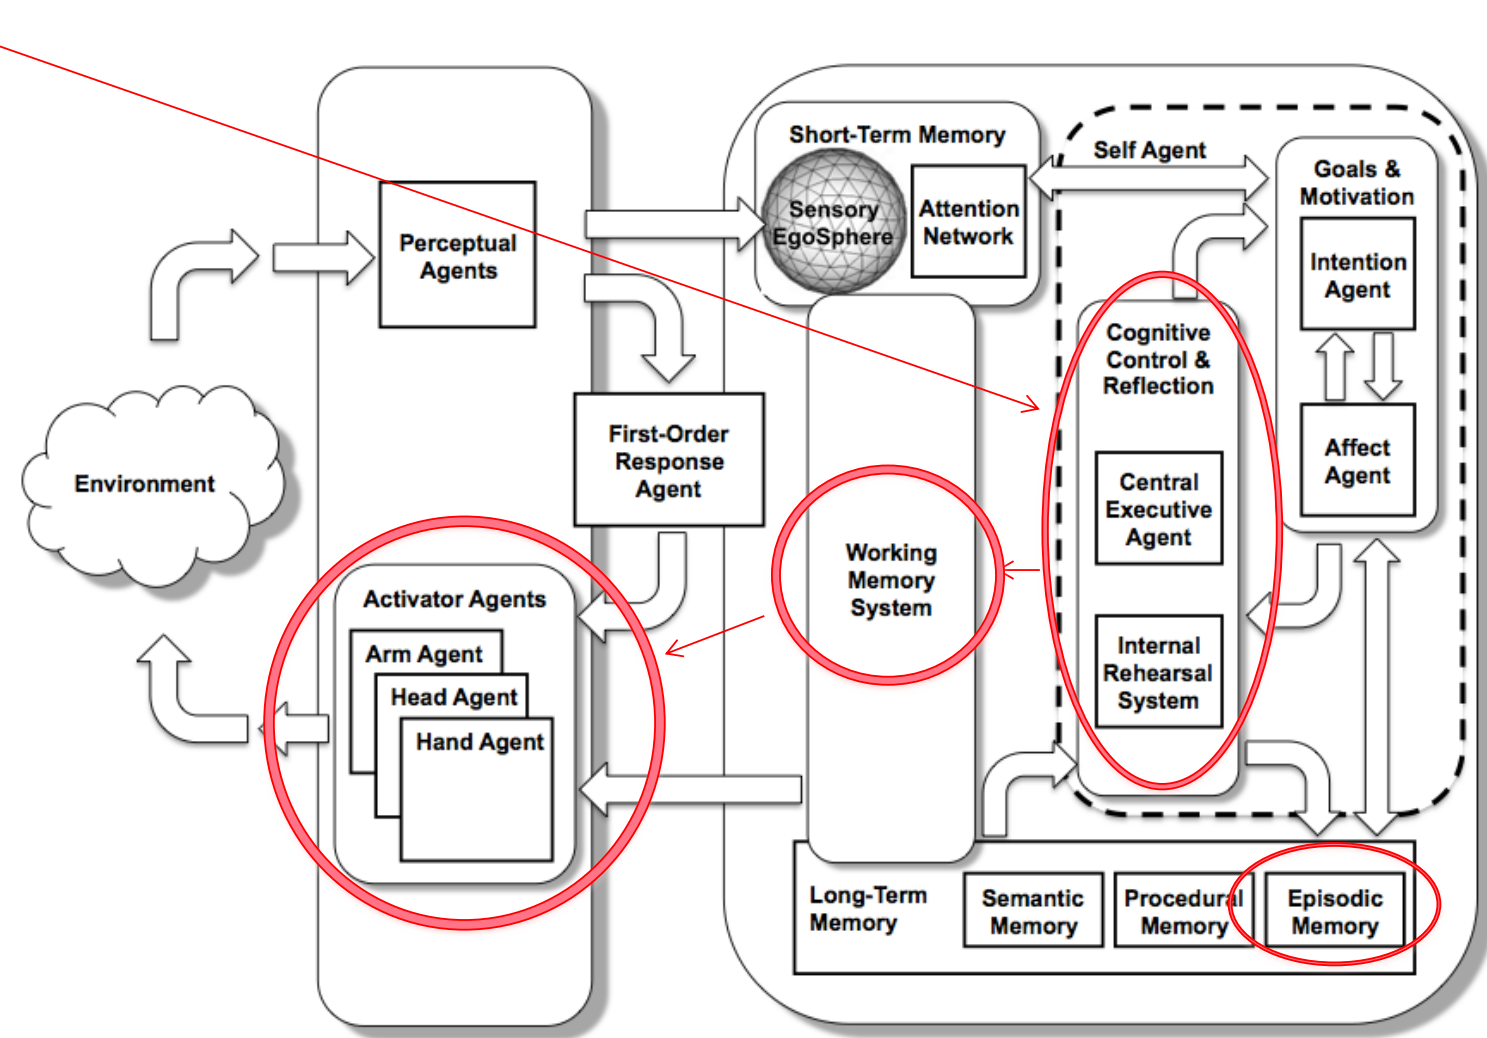 Perceptual
Agents
Environment
First-Order
Response
Agent
Activator Agents
Arm Agent
Head Agent
Hand Agent
Short-Term Memory
Sensory
EgoSphere
Attention
Network
Working
Memory
System
Self Agent
Cognitive
Control &
Reflection
Central
Executive
Agent
Internal
Rehearsal
System
Goals &
Motivation
Intention
Agent
Affect
Agent
Long-Term
Memory
Semantic
Memory
Procedural
Memory
Episodic
Memory